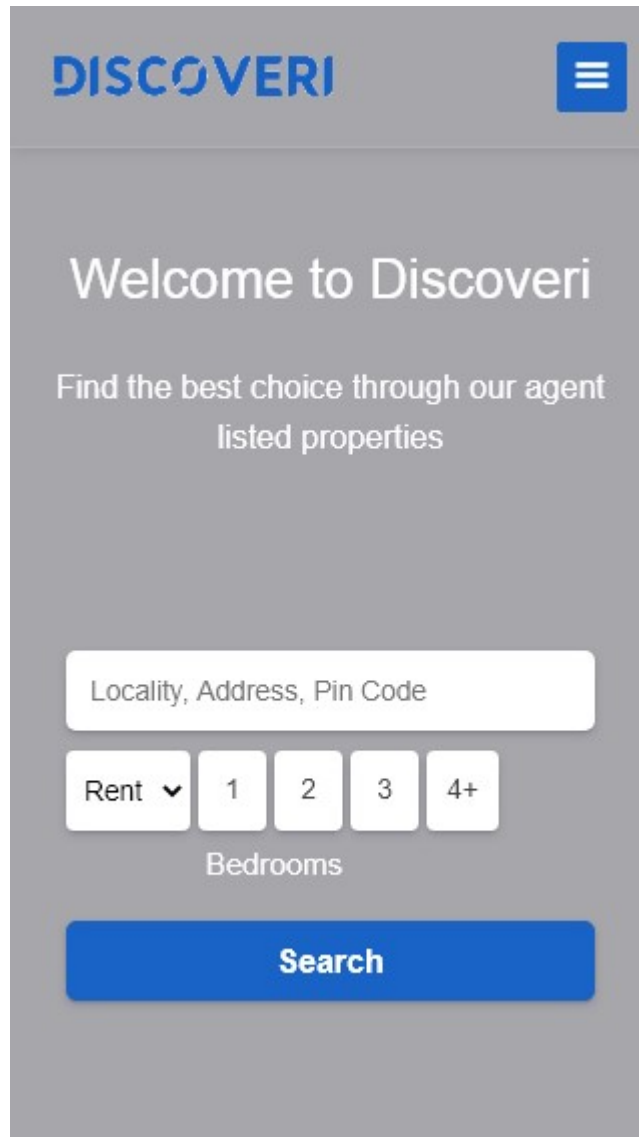 DISCOVERI
Welcome to Discoveri
Find the best choice through our agent
listed properties
Locality, Address, Pin Code
Rent 1 2 3 4+
Bedrooms
Search